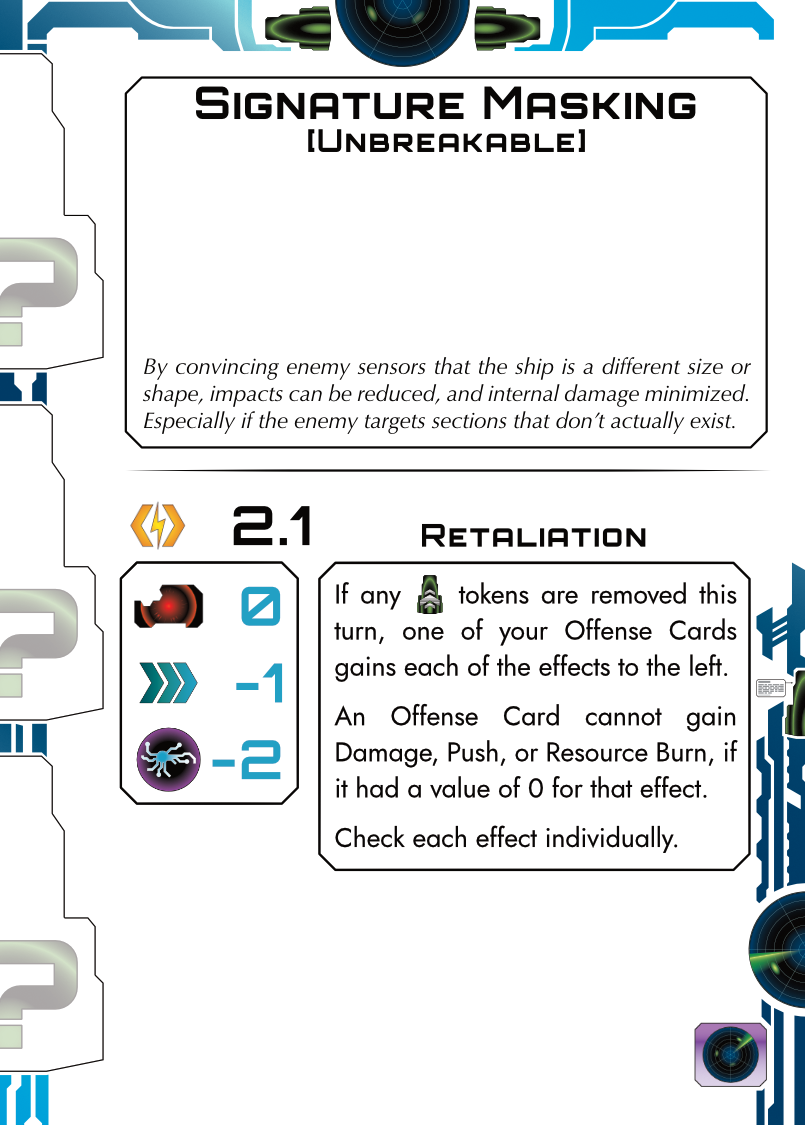 Signature Masking
[Unbreakable]
By convincing enemy sensors that the ship is a different size or
shape, impacts can be reduced, and internal damage minimized.
Especially if the enemy targets sections that don't actually exist.
2.1
Retaliation
0
-1
-2
If any tokens are removed this
turn, one of your Offense Cards
gains each of the effects to the left.
An Offense Card cannot gain
Damage, Push, or Resource Burn, if
it had a value of 0 for that effect.
Check each effect individually.
?
?
?